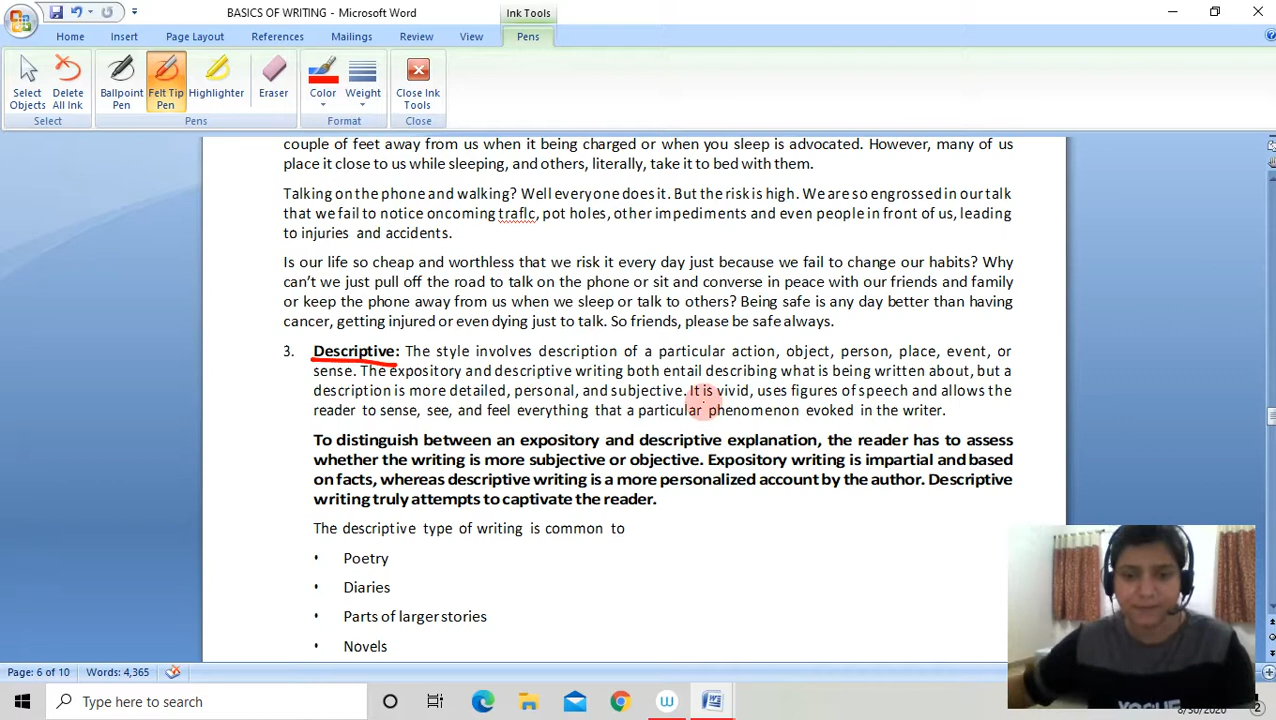 BASICS OF WRITING - Microsoft Word
Ink Tools
Home Insert Page Layout References Mailings Review View Pens
Select Objects
Delete All Ink
Ballpoint Pen
Felt Tip Pen
Highlighter
Eraser
Color
Weight
Close Ink Tools
Select
Pens
Format
Close
couple of feet away from us when it being charged or when you sleep is advocated. However, many of us
place it close to us while sleeping, and others, literally, take it to bed with them.
Talking on the phone and walking? Well everyone does it. But the risk is high. We are so engrossed in our talk
that we fail to notice oncoming traflc, pot holes, other impediments and even people in front of us, leading
to injuries and accidents.
Is our life so cheap and worthless that we risk it every day just because we fail to change our habits? Why
can't we just pull off the road to talk on the phone or sit and converse in peace with our friends and family
or keep the phone away from us when we sleep or talk to others? Being safe is any day better than having
cancer, getting injured or even dying just to talk. So friends, please be safe always.
3. Descriptive: The style involves description of a particular action, object, person, place, event, or
sense. The expository and descriptive writing both entail describing what is being written about, but a
description is more detailed, personal, and subjective. It is vivid, uses figures of speech and allows the
reader to sense, see, and feel everything that a particular phenomenon evoked in the writer.
To distinguish between an expository and descriptive explanation, the reader has to assess
whether the writing is more subjective or objective. Expository writing is impartial and based
on facts, whereas descriptive writing is a more personalized account by the author. Descriptive
writing truly attempts to captivate the reader.
The descriptive type of writing is common to
• Poetry
• Diaries
• Parts of larger stories
• Novels
Page: 6 of 10 Words: 4,365
Type here to search
8/30/2020